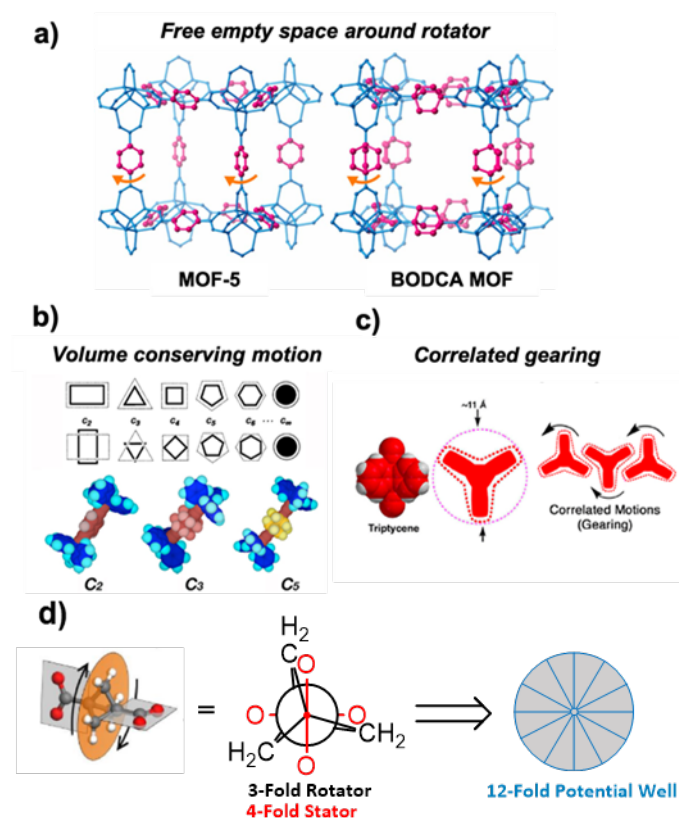 a)
Free empty space around rotator
MOF-5
BODCA MOF
b)
Volume conserving motion
C2
C3
C4
C5
C6
...
C∞
C2
C3
C5
c)
Correlated gearing
~11 Å
Triptycene
Correlated Motions
(Gearing)
d)
=
H2
C
O
O
O
H2C
CH2
O
3-Fold Rotator
4-Fold Stator
12-Fold Potential Well